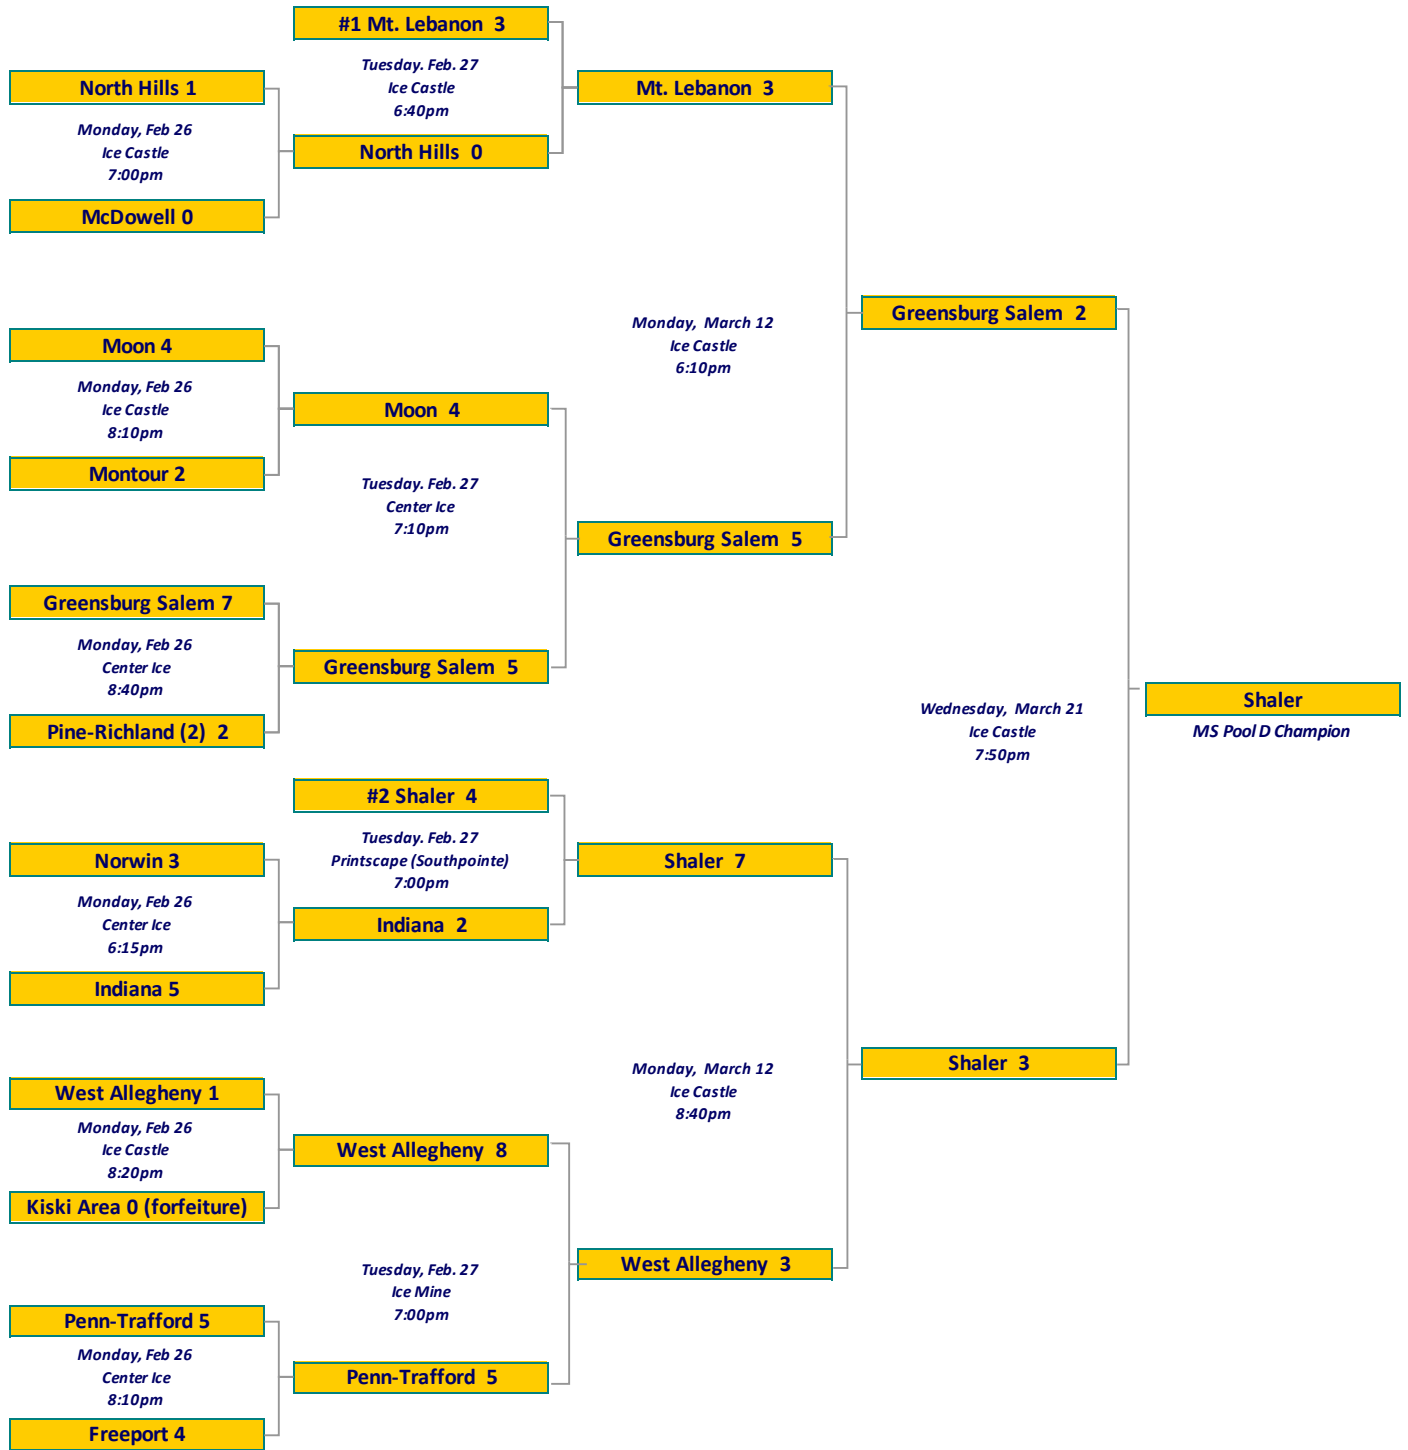 #1 Mt. Lebanon 3
Tuesday. Feb. 27
Ice Castle
6:40pm
North Hills 0
North Hills 1
Monday, Feb 26
Ice Castle
7:00pm
McDowell 0
Mt. Lebanon 3
Moon 4
Monday, Feb 26
Ice Castle
8:10pm
Montour 2
Moon 4
Tuesday. Feb. 27
Center Ice
7:10pm
Greensburg Salem 5
Greensburg Salem 7
Monday, Feb 26
Center Ice
8:40pm
Pine-Richland (2) 2
Monday, March 12
Ice Castle
6:10pm
Greensburg Salem 5
Greensburg Salem 2
#2 Shaler 4
Tuesday. Feb. 27
Printscape (Southpointe)
7:00pm
Indiana 2
Norwin 3
Monday, Feb 26
Center Ice
6:15pm
Indiana 5
Shaler 7
West Allegheny 1
Monday, Feb 26
Ice Castle
8:20pm
Kiski Area 0 (forfeiture)
West Allegheny 8
Tuesday, Feb. 27
Ice Mine
7:00pm
Penn-Trafford 5
Penn-Trafford 5
Monday, Feb 26
Center Ice
8:10pm
Freeport 4
Monday, March 12
Ice Castle
8:40pm
West Allegheny 3
Shaler 3
Wednesday, March 21
Ice Castle
7:50pm
Shaler
MS Pool D Champion